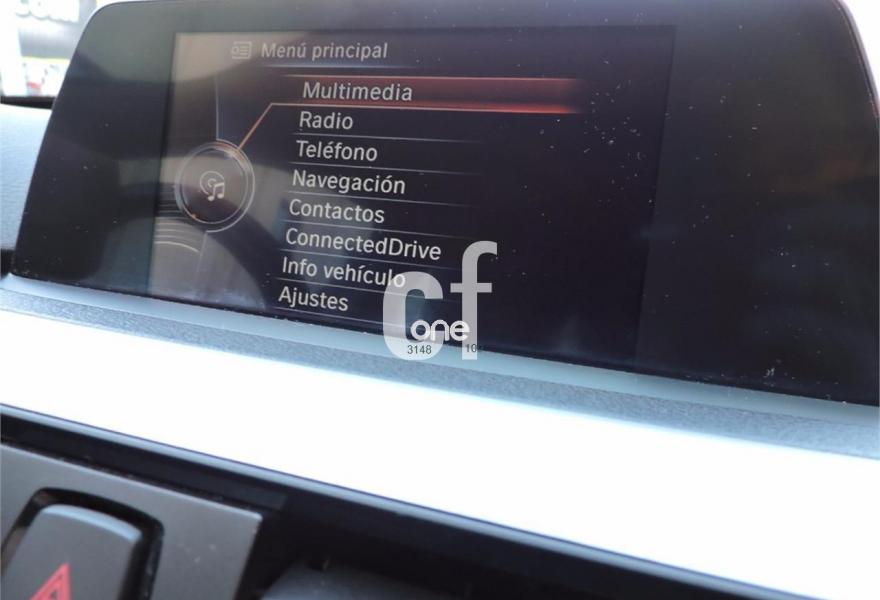 Menú principal
Multimedia
Radio
Teléfono
Navegación
Contactos
ConnectedDrive
Info vehículo
Ajustes
cf
one
3148